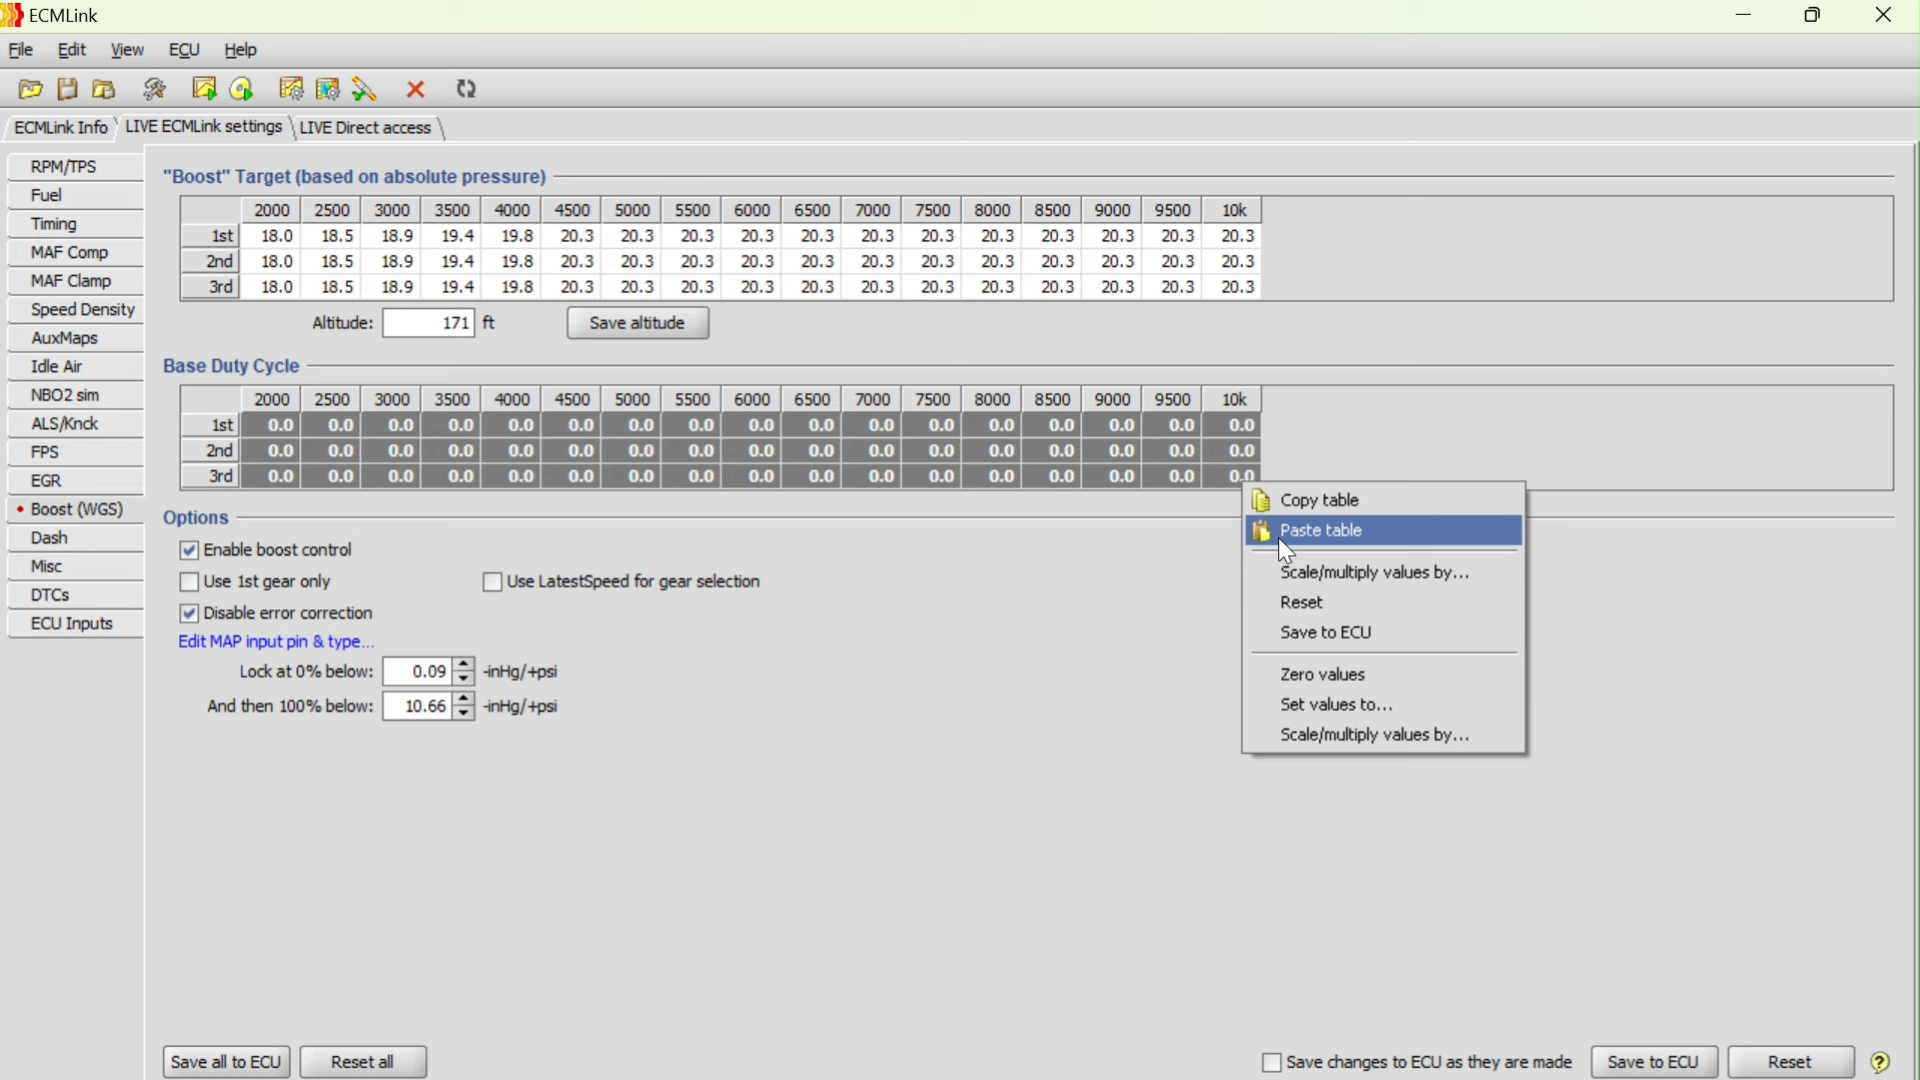 ECMLink
File Edit View ECU Help
ECMLink Info LIVE ECMLink settings LIVE Direct access
RPM/TPS
Fuel
Timing
MAF Comp
MAF Clamp
Speed Density
AuxMaps
Idle Air
NBO2 sim
ALS/Knck
FPS
EGR
Boost (WGS)
Dash
Misc
DTCs
ECU Inputs
"Boost" Target (based on absolute pressure)
2000 2500 3000 3500 4000 4500 5000 5500 6000 6500 7000 7500 8000 8500 9000 9500 10k
1st 18.0 18.5 18.9 19.4 19.8 20.3 20.3 20.3 20.3 20.3 20.3 20.3 20.3 20.3 20.3 20.3 20.3
2nd 18.0 18.5 18.9 19.4 19.8 20.3 20.3 20.3 20.3 20.3 20.3 20.3 20.3 20.3 20.3 20.3 20.3
3rd 18.0 18.5 18.9 19.4 19.8 20.3 20.3 20.3 20.3 20.3 20.3 20.3 20.3 20.3 20.3 20.3 20.3
Altitude: 171 ft Save altitude
Base Duty Cycle
2000 2500 3000 3500 4000 4500 5000 5500 6000 6500 7000 7500 8000 8500 9000 9500 10k
1st 0.0 0.0 0.0 0.0 0.0 0.0 0.0 0.0 0.0 0.0 0.0 0.0 0.0 0.0 0.0 0.0 0.0
2nd 0.0 0.0 0.0 0.0 0.0 0.0 0.0 0.0 0.0 0.0 0.0 0.0 0.0 0.0 0.0 0.0 0.0
3rd 0.0 0.0 0.0 0.0 0.0 0.0 0.0 0.0 0.0 0.0 0.0 0.0 0.0 0.0 0.0 0.0 0.0
Options
Enable boost control
Use 1st gear only Use LatestSpeed for gear selection
Disable error correction
Edit MAP input pin & type...
Lock at 0% below: 0.09 -inHg/+psi
And then 100% below: 10.66 -inHg/+psi
Copy table
Paste table
Scale/multiply values by...
Reset
Save to ECU
Zero values
Set values to...
Scale/multiply values by...
Save all to ECU Reset all Save changes to ECU as they are made Save to ECU Reset ?